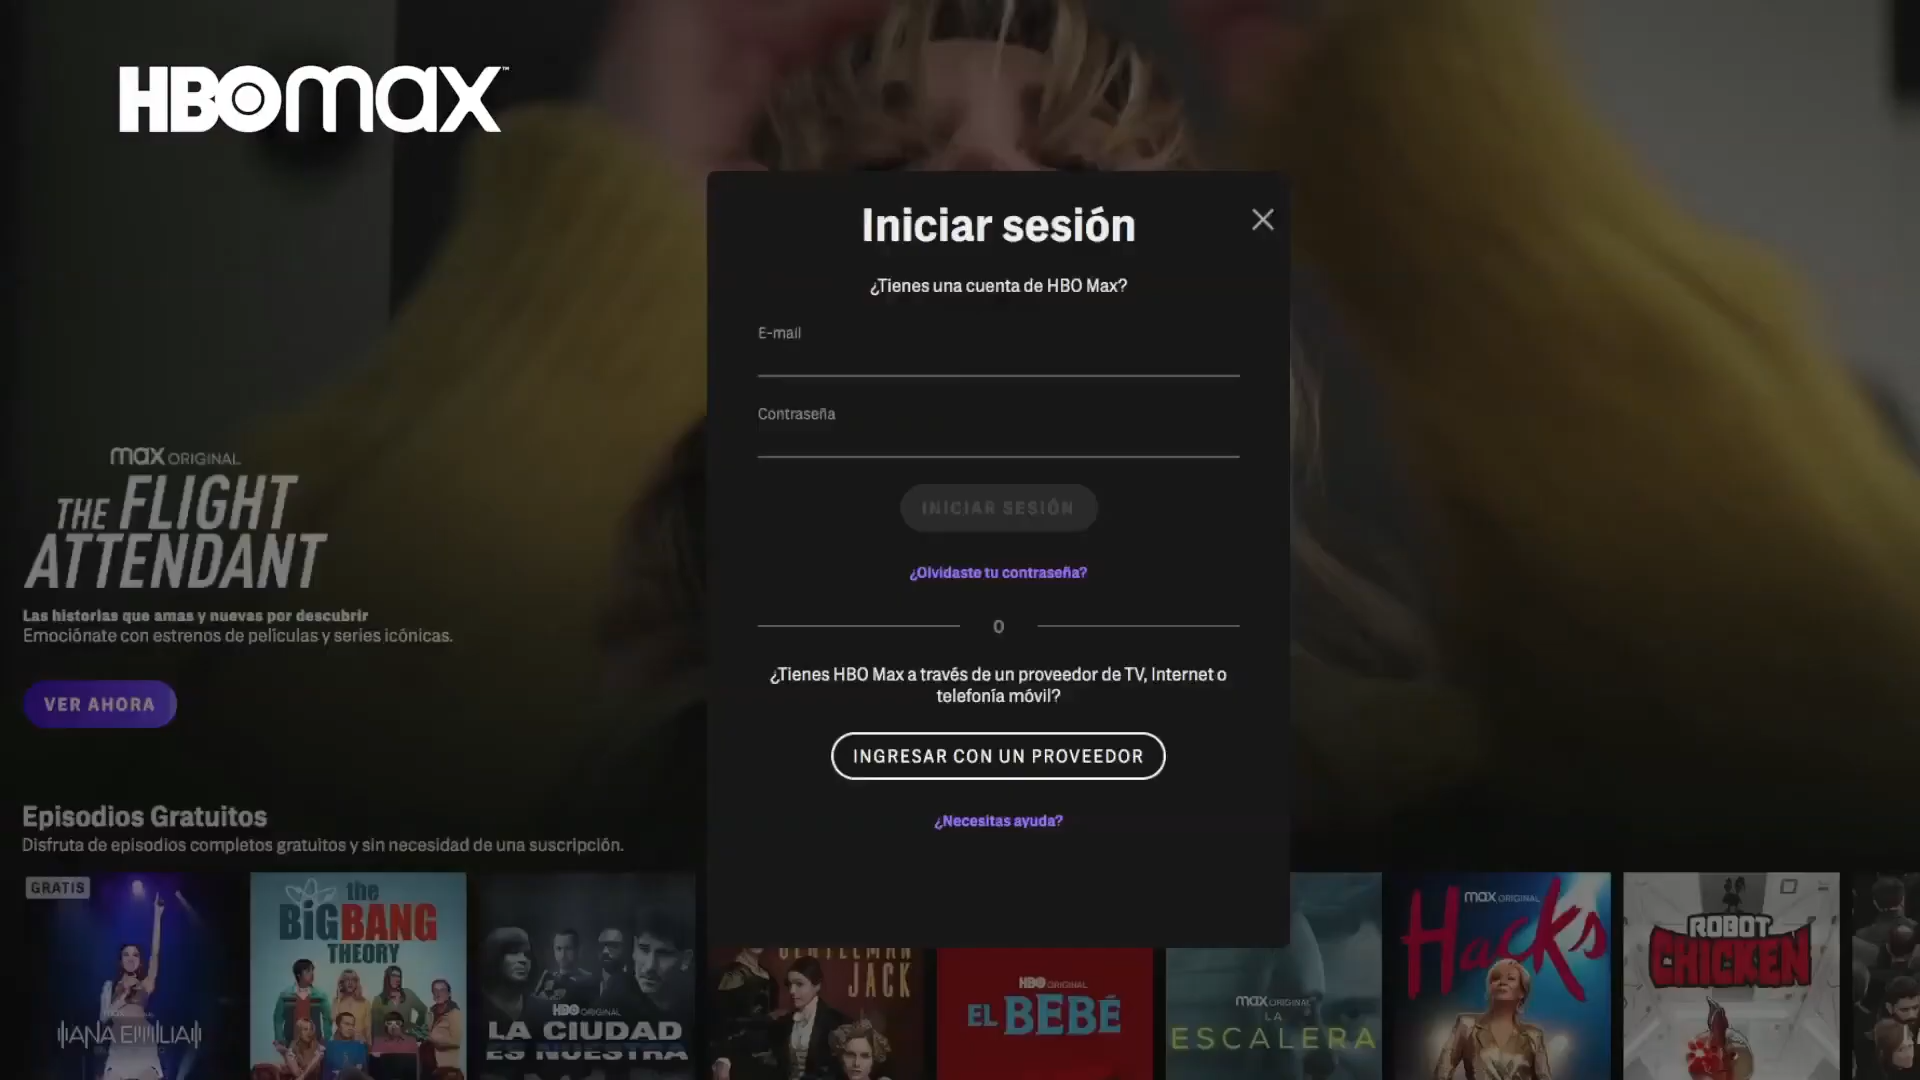 HBOmax™
Iniciar sesión
¿Tienes una cuenta de HBO Max?
E-mail
Contraseña
INICIAR SESIÓN
¿Olvidaste tu contraseña?
O
¿Tienes HBO Max a través de un proveedor de TV, Internet o
telefonía móvil?
INGRESAR CON UN PROVEEDOR
¿Necesitas ayuda?
max ORIGINAL
THE FLIGHT
ATTENDANT
Las historias que amas y nuevas por descubrir
Emociónate con estrenos de películas y series icónicas.
VER AHORA
Episodios Gratuitos
Disfruta de episodios completos gratuitos y sin necesidad de una suscripción.
GRATIS
ANA EMILIA
the
BiG BANG
THEORY
HBO ORIGINAL
LA CIUDAD
ES NUESTRA
GENTLEMAN
JACK
HBO ORIGINAL
EL BEBÉ
max ORIGINAL
LA
ESCALERA
max ORIGINAL
Hacks
ROBOT
CHICKEN